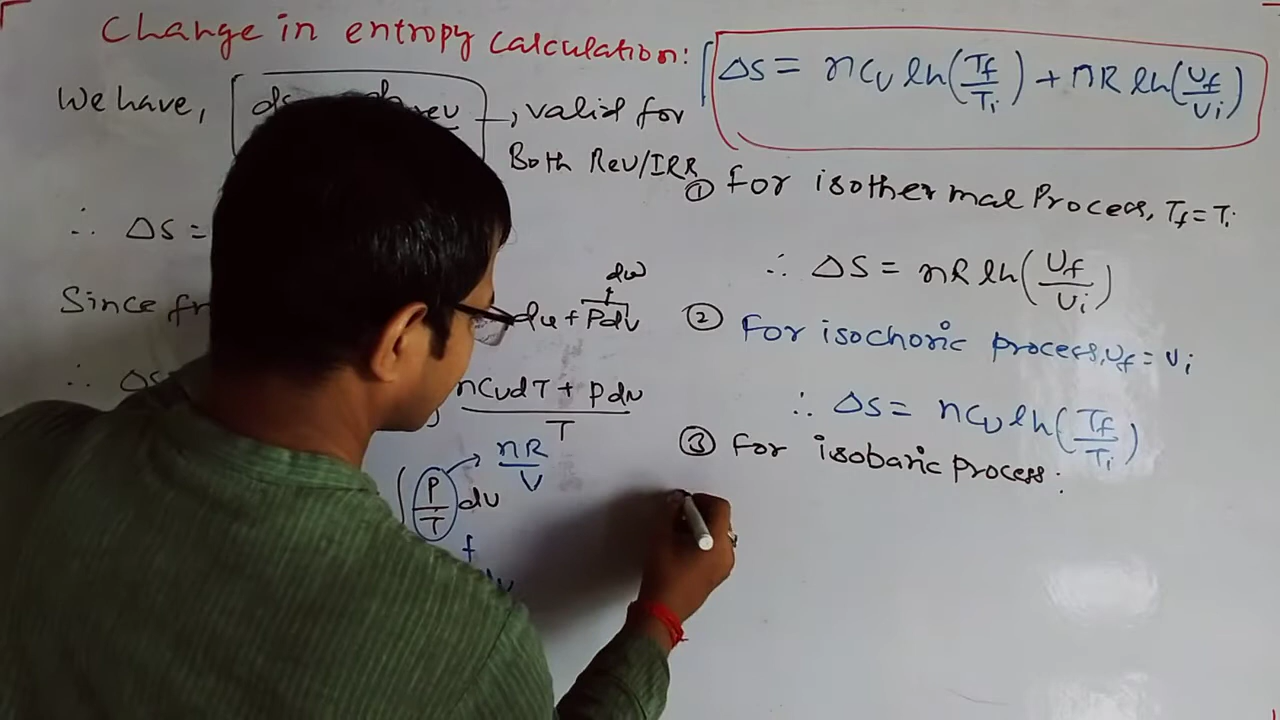 Change in entropy calculation:
We have, ds rev , valid for
Both Rev/IRR
∴ ΔS =
dw
Since fr du + Pdv
∴ ΔS nCvdT + Pdv
T
nR
V
P
T dv
f
dv
ΔS = nCv ln(Tf/Ti) + nR ln(Vf/Vi)
① For isothermal Process, Tf = Ti
∴ ΔS = nR ln(Vf/Vi)
② For isochoric process, Vf = Vi
∴ ΔS = nCv ln(Tf/Ti)
③ For isobaric process: